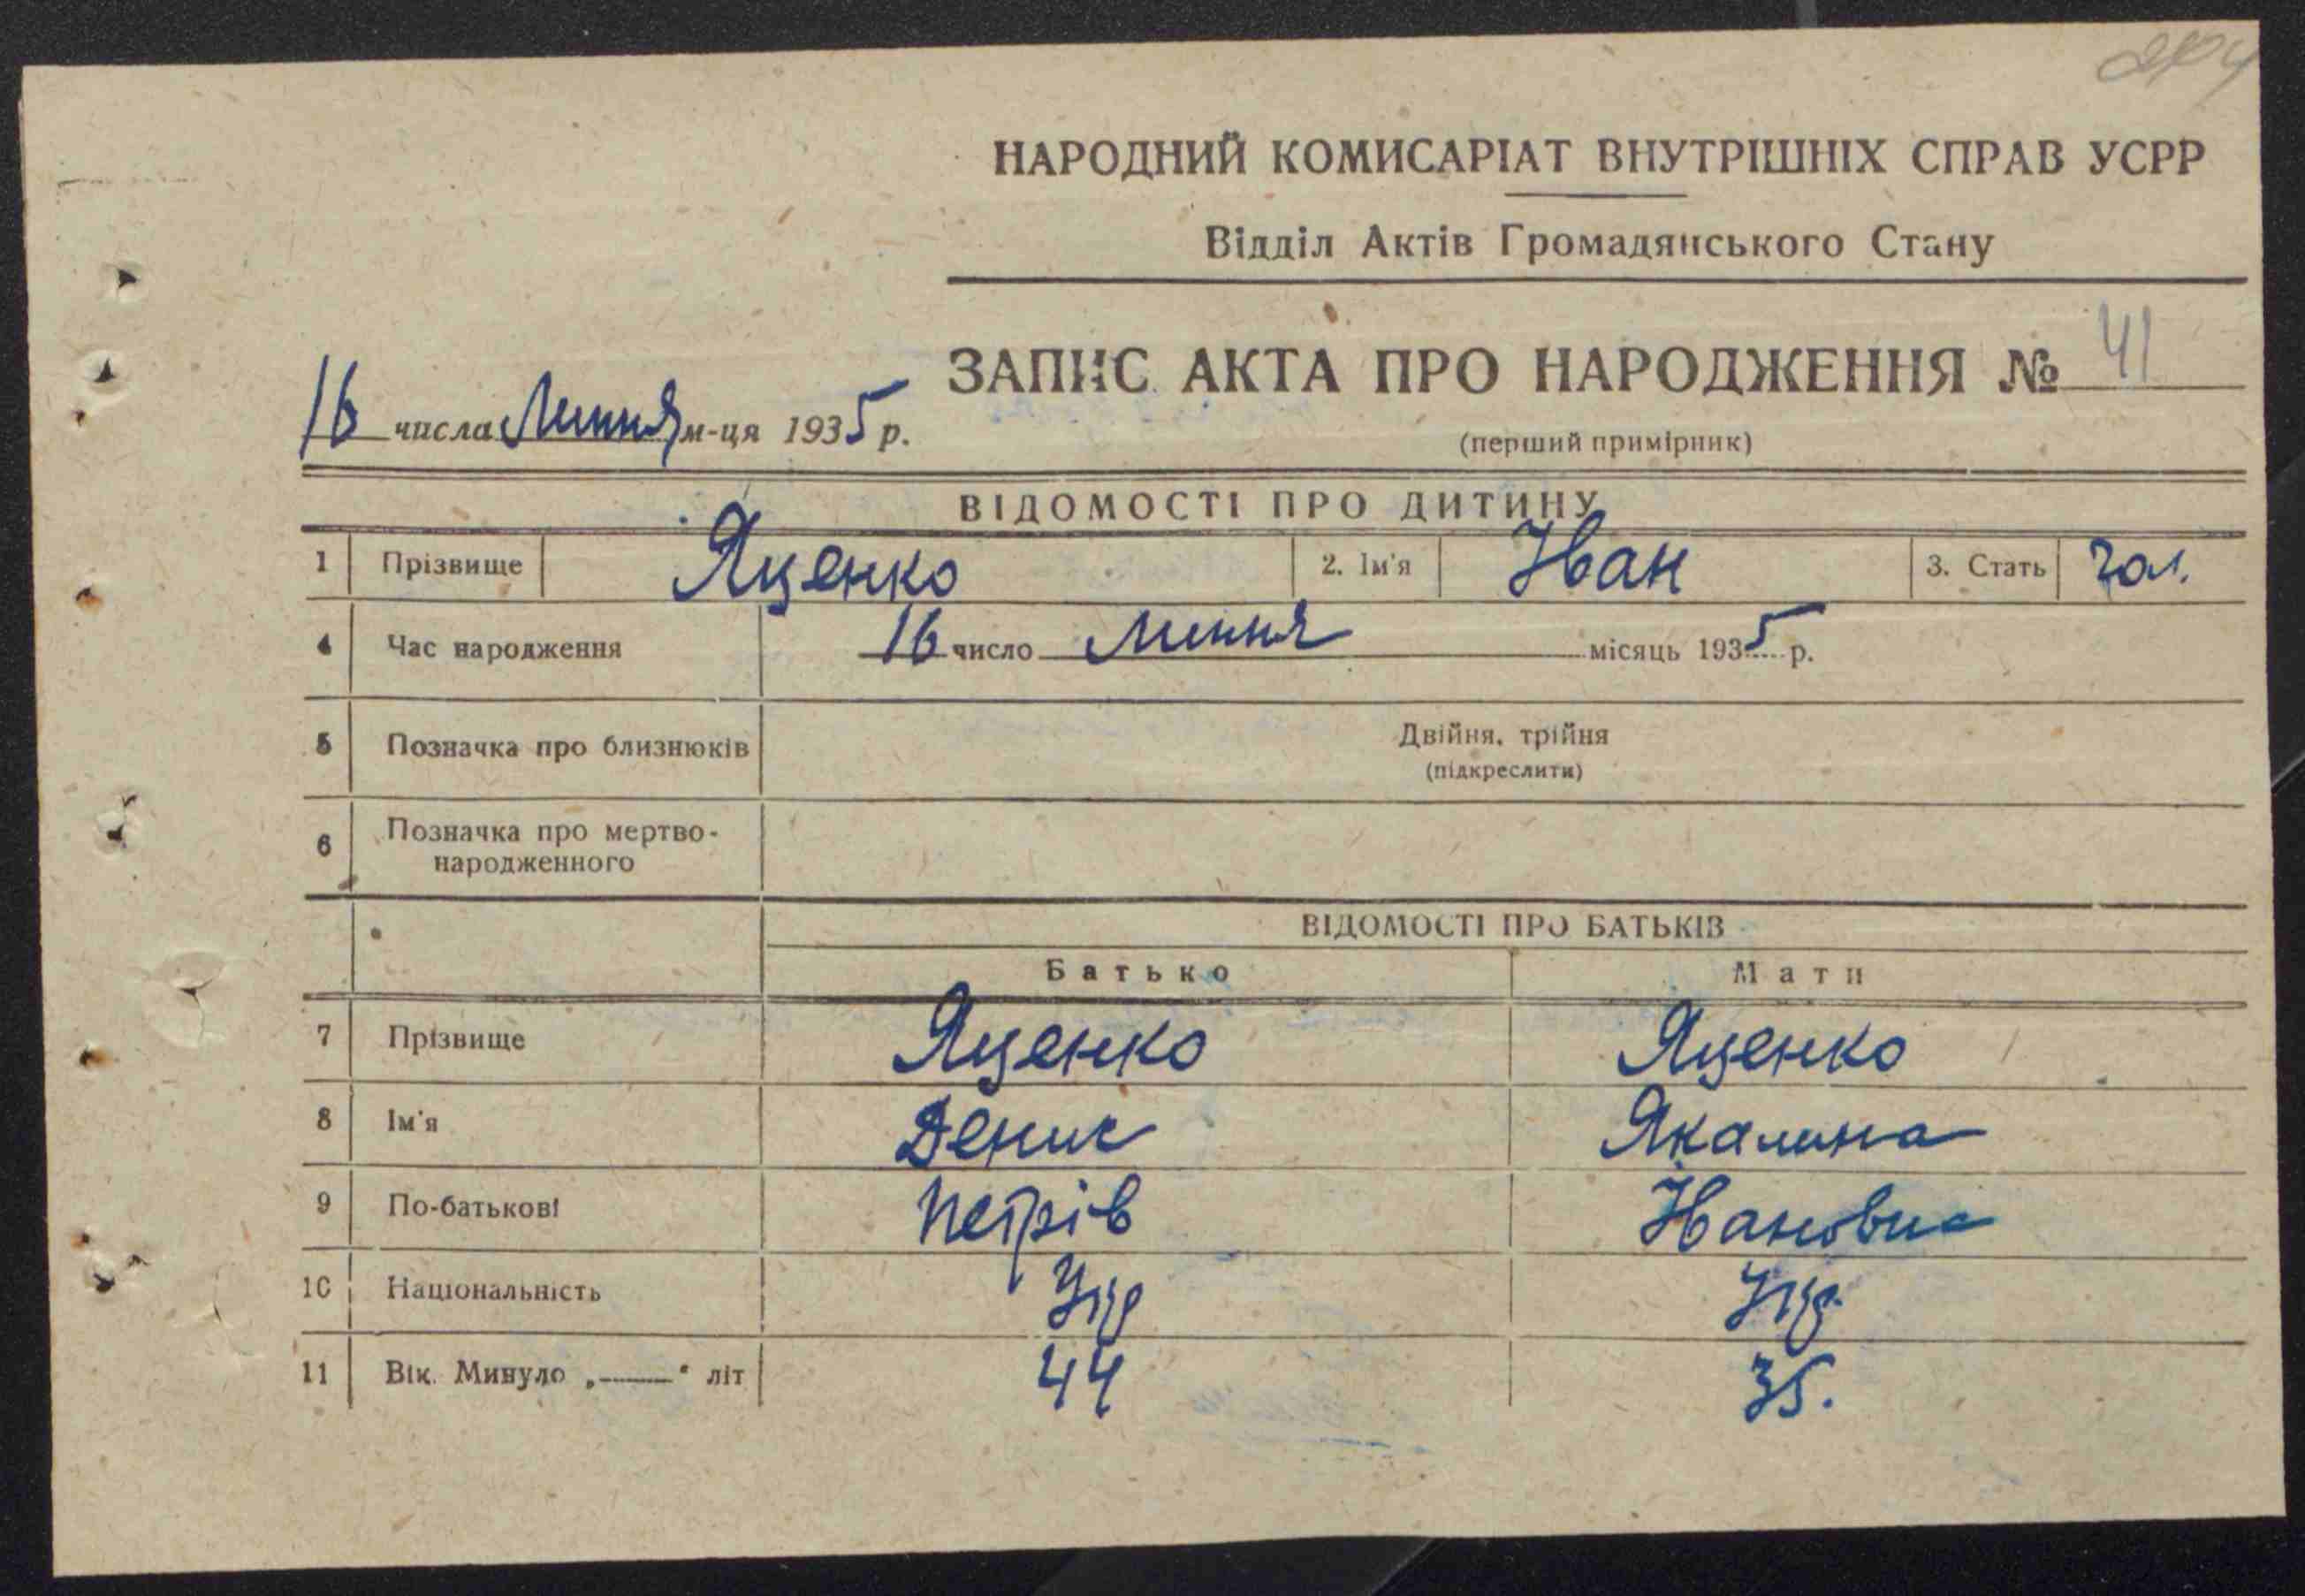 НАРОДНИЙ КОМИСАРІАТ ВНУТРІШНІХ СПРАВ УСРР
Відділ Актів Громадянського Стану
ЗАПИС АКТА ПРО НАРОДЖЕННЯ № 41
16 числа Липня м-ця 1935 р.
(перший примірник)
ВІДОМОСТІ ПРО ДИТИНУ
1 Прізвище Яценко 2. Ім'я Іван 3. Стать чол.
4 Час народження 16 число Липня місяць 1935 р.
5 Позначка про близнюків Двійня, трійня
(підкреслити)
6 Позначка про мертво-
народженного
ВІДОМОСТІ ПРО БАТЬКІВ
Батько Мати
7 Прізвище Яценко Яценко
8 Ім'я Денис Якилина
9 По-батькові Петрів
10 Національність Укр Укр.
11 Вік. Минуло „——" літ 44 35.